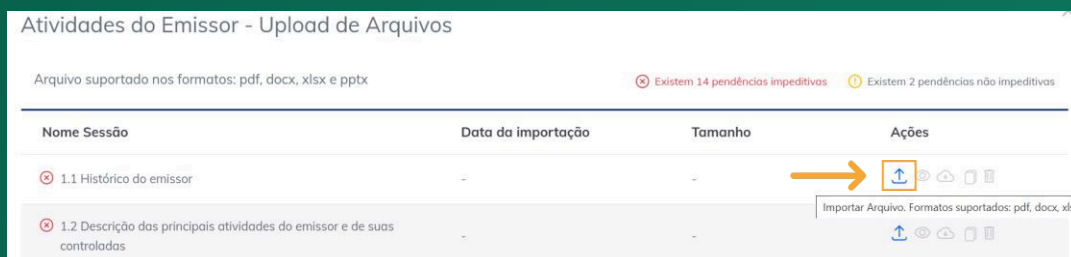 Atividades do Emissor - Upload de Arquivos
Arquivo suportado nos formatos: pdf, docx, xlsx e pptx
Existem 14 pendências impeditivas
Existem 2 pendências não impeditivas
Nome Sessão Data da importação Tamanho Ações
1.1 Histórico do emissor - -
Importar Arquivo. Formatos suportados: pdf, docx,
1.2 Descrição das principais atividades do emissor e de suas
controladas
- -